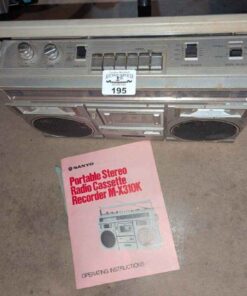 195
SANYO
Portable Stereo
Radio Cassette
Recorder M-X310K
OPERATING INSTRUCTIONS